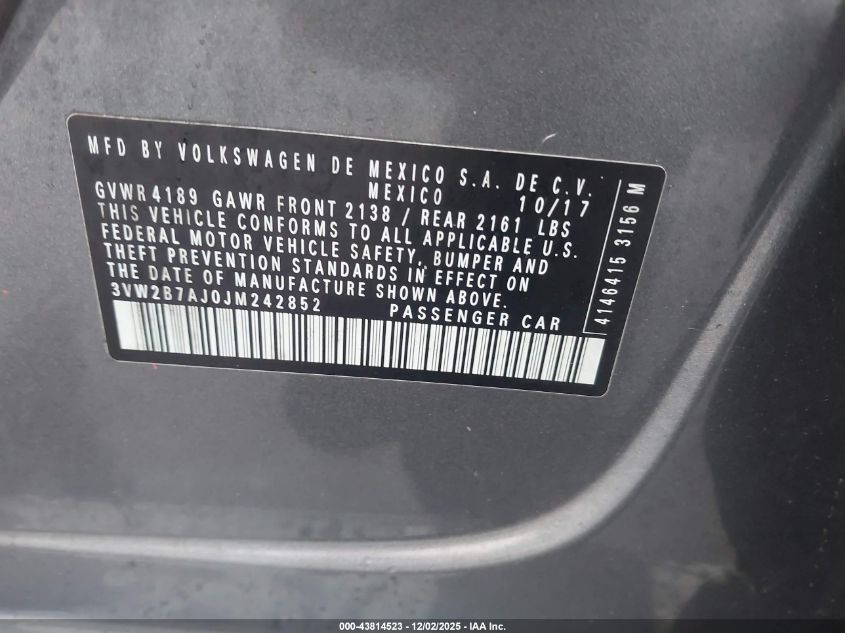 MFD BY VOLKSWAGEN DE MEXICO S.A. DE C.V.
MEXICO 10/17
GVWR 4189 GAWR FRONT 2138 / REAR 2161 LBS
THIS VEHICLE CONFORMS TO ALL APPLICABLE U.S.
FEDERAL MOTOR VEHICLE SAFETY, BUMPER AND
THEFT PREVENTION STANDARDS IN EFFECT ON
THE DATE OF MANUFACTURE SHOWN ABOVE.
3VW2B7AJ0JM242852 PASSENGER CAR
4146415 3156 M
000-43814523 - 12/02/2025 - IAA Inc.